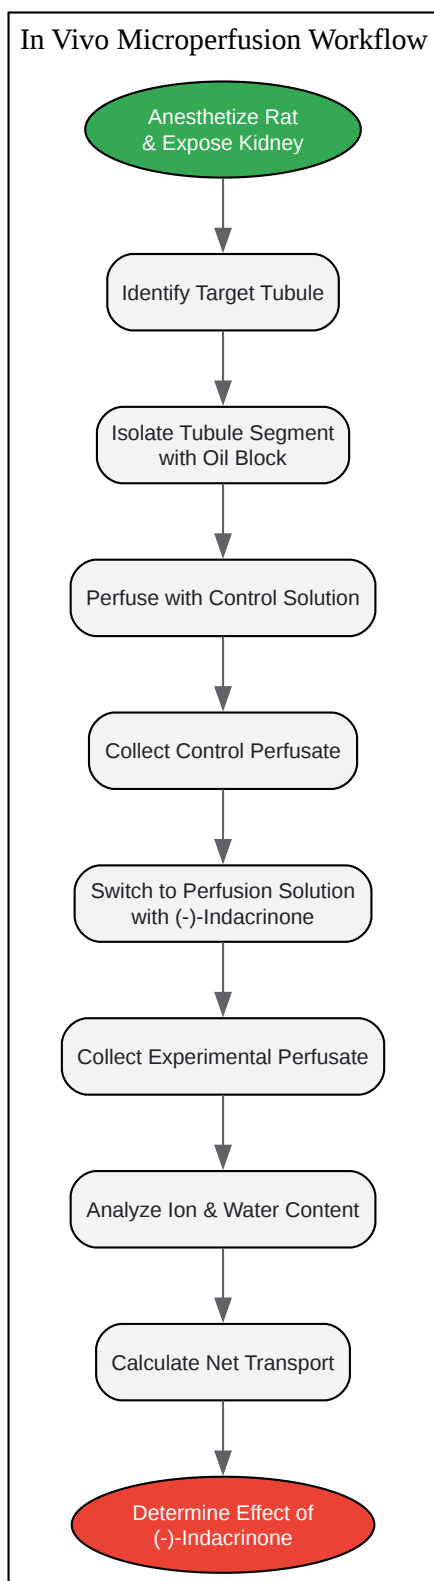 In Vivo Microperfusion Workflow
Anesthetize Rat
& Expose Kidney
Identify Target Tubule
Isolate Tubule Segment
with Oil Block
Perfuse with Control Solution
Collect Control Perfusate
Switch to Perfusion Solution
with (-)-Indacrinone
Collect Experimental Perfusate
Analyze Ion & Water Content
Calculate Net Transport
Determine Effect of
(-)-Indacrinone